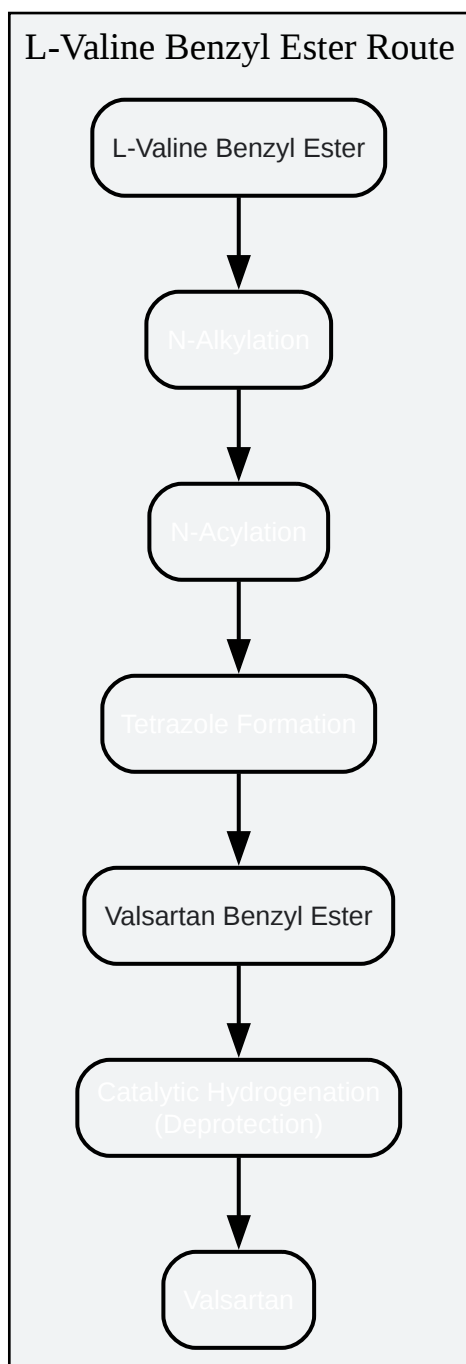 L-Valine Benzyl Ester Route
L-Valine Benzyl Ester
N-Alkylation
N-Acylation
Tetrazole Formation
Valsartan Benzyl Ester
Catalytic Hydrogenation
(Deprotection)
Valsartan